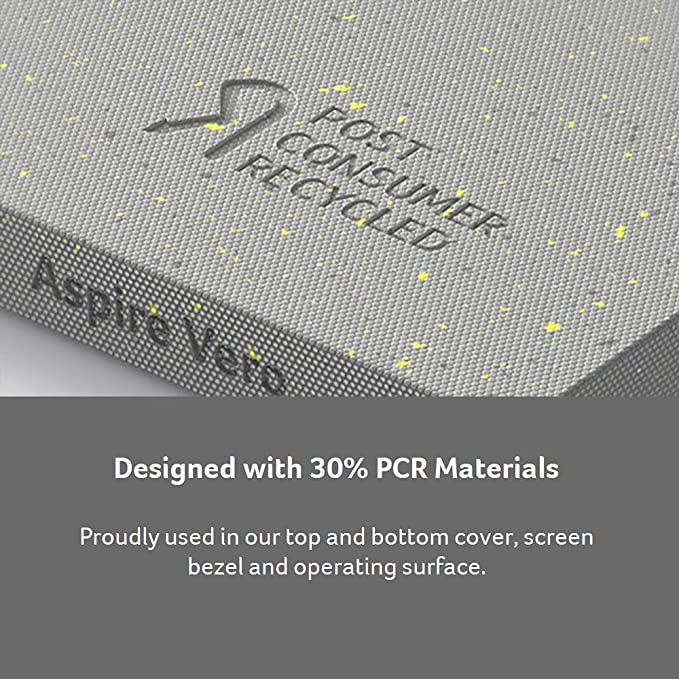 POST
CONSUMER
RECYCLED
Aspire Vero
Designed with 30% PCR Materials
Proudly used in our top and bottom cover, screen
bezel and operating surface.